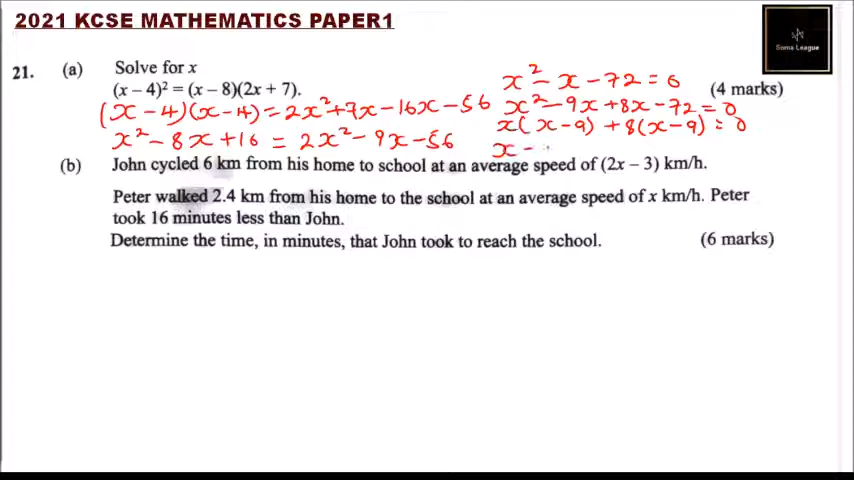 2021 KCSE MATHEMATICS PAPER1
Soma League
21. (a) Solve for x
(x – 4)² = (x – 8)(2x + 7). (4 marks)
(x – 4)(x – 4) = 2x² + 7x – 16x – 56
x² – 8x + 16 = 2x² – 9x – 56
x² – x – 72 = 0
x² – 9x + 8x – 72 = 0
x(x – 9) + 8(x – 9) = 0
x –
(b) John cycled 6 km from his home to school at an average speed of (2x – 3) km/h.
Peter walked 2.4 km from his home to the school at an average speed of x km/h. Peter
took 16 minutes less than John.
Determine the time, in minutes, that John took to reach the school. (6 marks)